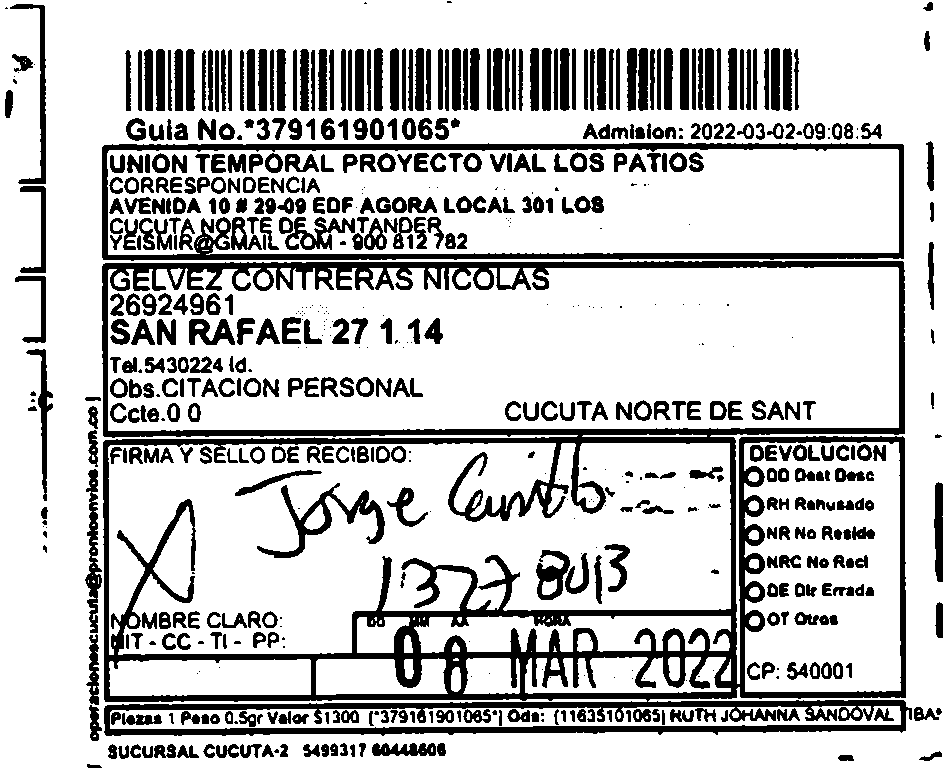 Guia No.*379161901065*
Admision: 2022-03-02-09:08:54
UNION TEMPORAL PROYECTO VIAL LOS PATIOS
CORRESPONDENCIA
AVENIDA 10 # 29-09 EDF AGORA LOCAL 301 LOS
CUCUTA NORTE DE SANTANDER
YEISMIR@GMAIL COM - 900 812 782
GELVEZ CONTRERAS NICOLAS
26924961
SAN RAFAEL 27 1.14
Tel.5430224 Id.
Obs.CITACION PERSONAL
Ccte.0 0
CUCUTA NORTE DE SANT
operacionescucuta@prontoenvios.com.co ]
FIRMA Y SELLO DE RECIBIDO:
Jorge
1327 8013
NOMBRE CLARO:
NIT - CC - TI - PP:
DD MM AA HORA
08 MAR 2022
DEVOLUCION
DD Dest Desc
RH Rehusado
NR No Reside
NRC No Recl
DE Dir Errada
OT Otros
CP: 540001
Piezas 1 Peso 0.5gr Valor $1300 [*379161901065*] Ods: [11635101065] RUTH JOHANNA SANDOVAL TIBA*
SUCURSAL CUCUTA-2 5499317 60448606